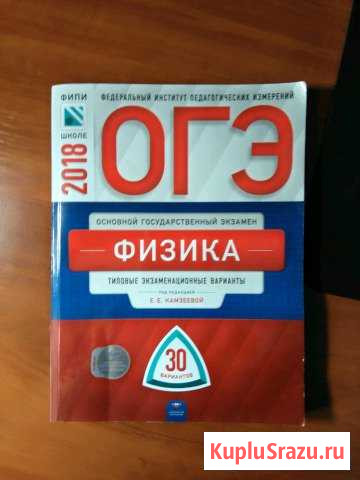 ФИПИ
ШКОЛЕ
2018
ФЕДЕРАЛЬНЫЙ ИНСТИТУТ ПЕДАГОГИЧЕСКИХ ИЗМЕРЕНИЙ
ОГЭ
ОСНОВНОЙ ГОСУДАРСТВЕННЫЙ ЭКЗАМЕН
ФИЗИКА
ТИПОВЫЕ ЭКЗАМЕНАЦИОННЫЕ ВАРИАНТЫ
ПОД РЕДАКЦИЕЙ
Е. Е. КАМЗЕЕВОЙ
30
ВАРИАНТОВ
KupluSrazu.ru